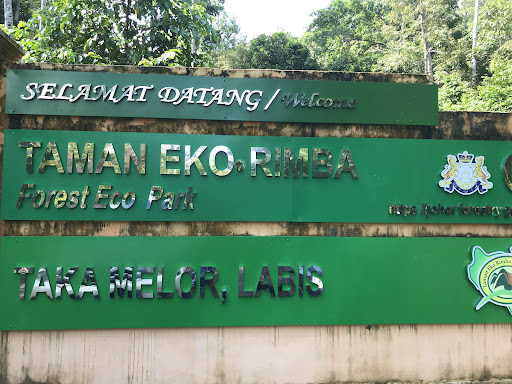 SELAMAT DATANG / Welcome
TAMAN EKO-RIMBA
Forest Eco Park
TAKA MELOR, LABIS